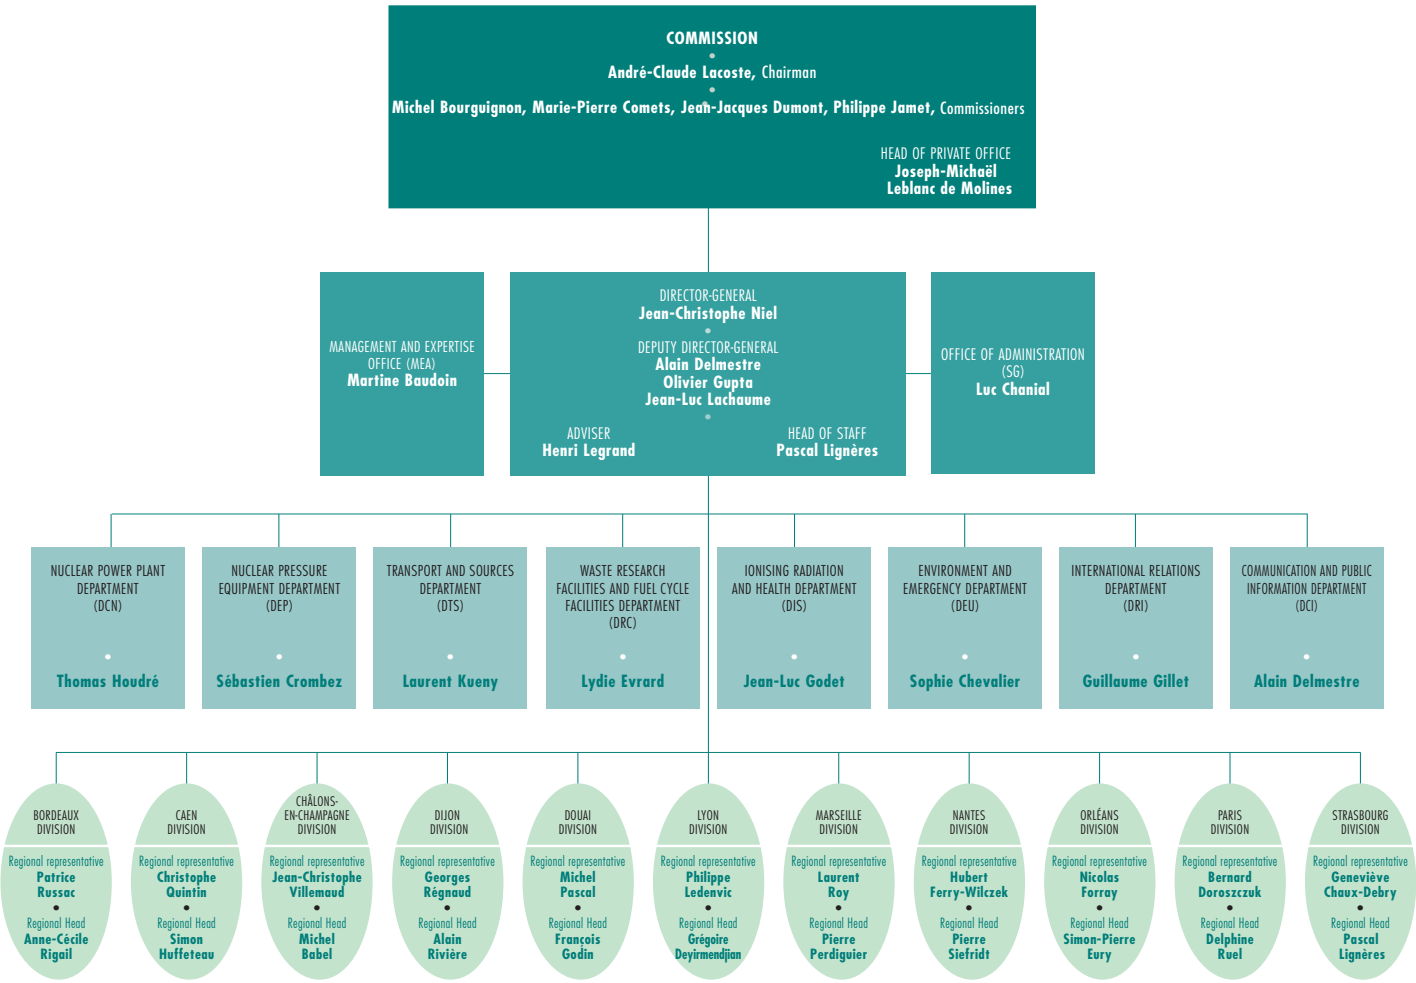 COMMISSION
André-Claude Lacoste, Chairman
Michel Bourguignon, Marie-Pierre Comets, Jean-Jacques Dumont, Philippe Jamet, Commissioners
HEAD OF PRIVATE OFFICE
Joseph-Michaël
Leblanc de Molines
MANAGEMENT AND EXPERTISE
OFFICE (MEA)
Martine Baudoin
DIRECTOR-GENERAL
Jean-Christophe Niel
DEPUTY DIRECTOR-GENERAL
Alain Delmestre
Olivier Gupta
Jean-Luc Lachaume
ADVISER
Henri Legrand
HEAD OF STAFF
Pascal Lignères
OFFICE OF ADMINISTRATION
(SG)
Luc Chanial
NUCLEAR POWER PLANT
DEPARTMENT
(DCN)
Thomas Houdré
NUCLEAR PRESSURE
EQUIPMENT DEPARTMENT
(DEP)
Sébastien Crombez
TRANSPORT AND SOURCES
DEPARTMENT
(DTS)
Laurent Kueny
WASTE RESEARCH
FACILITIES AND FUEL CYCLE
FACILITIES DEPARTMENT
(DRC)
Lydie Evrard
IONISING RADIATION
AND HEALTH DEPARTMENT
(DIS)
Jean-Luc Godet
ENVIRONMENT AND
EMERGENCY DEPARTMENT
(DEU)
Sophie Chevalier
INTERNATIONAL RELATIONS
DEPARTMENT
(DRI)
Guillaume Gillet
COMMUNICATION AND PUBLIC
INFORMATION DEPARTMENT
(DCI)
Alain Delmestre
BORDEAUX
DIVISION
Regional representative
Patrice
Russac
Regional Head
Anne-Cécile
Rigail
CAEN
DIVISION
Regional representative
Christophe
Quintin
Regional Head
Simon
Huffeteau
CHÂLONS-
EN-CHAMPAGNE
DIVISION
Regional representative
Jean-Christophe
Villemaud
Regional Head
Michel
Babel
DIJON
DIVISION
Regional representative
Georges
Régnaud
Regional Head
Alain
Rivière
DOUAI
DIVISION
Regional representative
Michel
Pascal
Regional Head
François
Godin
LYON
DIVISION
Regional representative
Philippe
Ledenvic
Regional Head
Grégoire
Deyirmendjian
MARSEILLE
DIVISION
Regional representative
Laurent
Roy
Regional Head
Pierre
Perdiguier
NANTES
DIVISION
Regional representative
Hubert
Ferry-Wilczek
Regional Head
Pierre
Siefridt
ORLÉANS
DIVISION
Regional representative
Nicolas
Forray
Regional Head
Simon-Pierre
Eury
PARIS
DIVISION
Regional representative
Bernard
Doroszczuk
Regional Head
Delphine
Ruel
STRASBOURG
DIVISION
Regional representative
Geneviève
Chaux-Debry
Regional Head
Pascal
Lignères